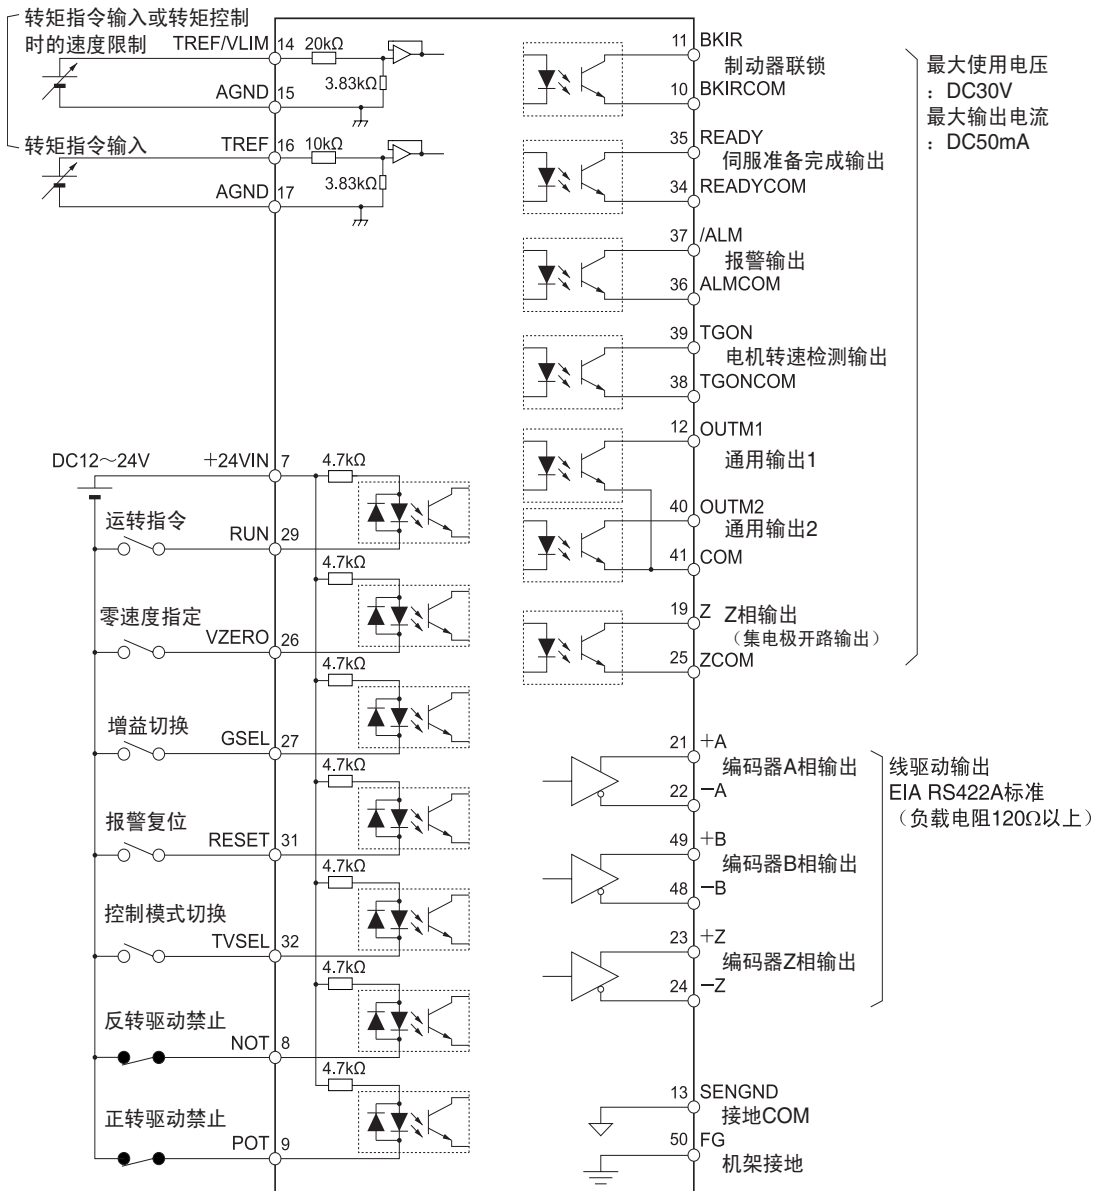 转矩指令输入或转矩控制
时的速度限制
TREF/VLIM 14 20kΩ
3.83kΩ
AGND 15
转矩指令输入
TREF 16 10kΩ
3.83kΩ
AGND 17
DC12～24V
+24VIN 7 4.7kΩ
运转指令
RUN 29
4.7kΩ
零速度指定
VZERO 26
4.7kΩ
增益切换
GSEL 27
4.7kΩ
报警复位
RESET 31
4.7kΩ
控制模式切换
TVSEL 32
4.7kΩ
反转驱动禁止
NOT 8
4.7kΩ
正转驱动禁止
POT 9
11 BKIR
制动器联锁
10 BKIRCOM
35 READY
伺服准备完成输出
34 READYCOM
37 /ALM
报警输出
36 ALMCOM
39 TGON
电机转速检测输出
38 TGONCOM
12 OUTM1
通用输出1
40 OUTM2
通用输出2
41 COM
19 Z Z相输出
（集电极开路输出）
25 ZCOM
最大使用电压
：DC30V
最大输出电流
：DC50mA
21 +A
编码器A相输出
22 −A
49 +B
编码器B相输出
48 −B
23 +Z
编码器Z相输出
24 −Z
线驱动输出
EIA RS422A标准
（负载电阻120Ω以上）
13 SENGND
接地COM
50 FG
机架接地